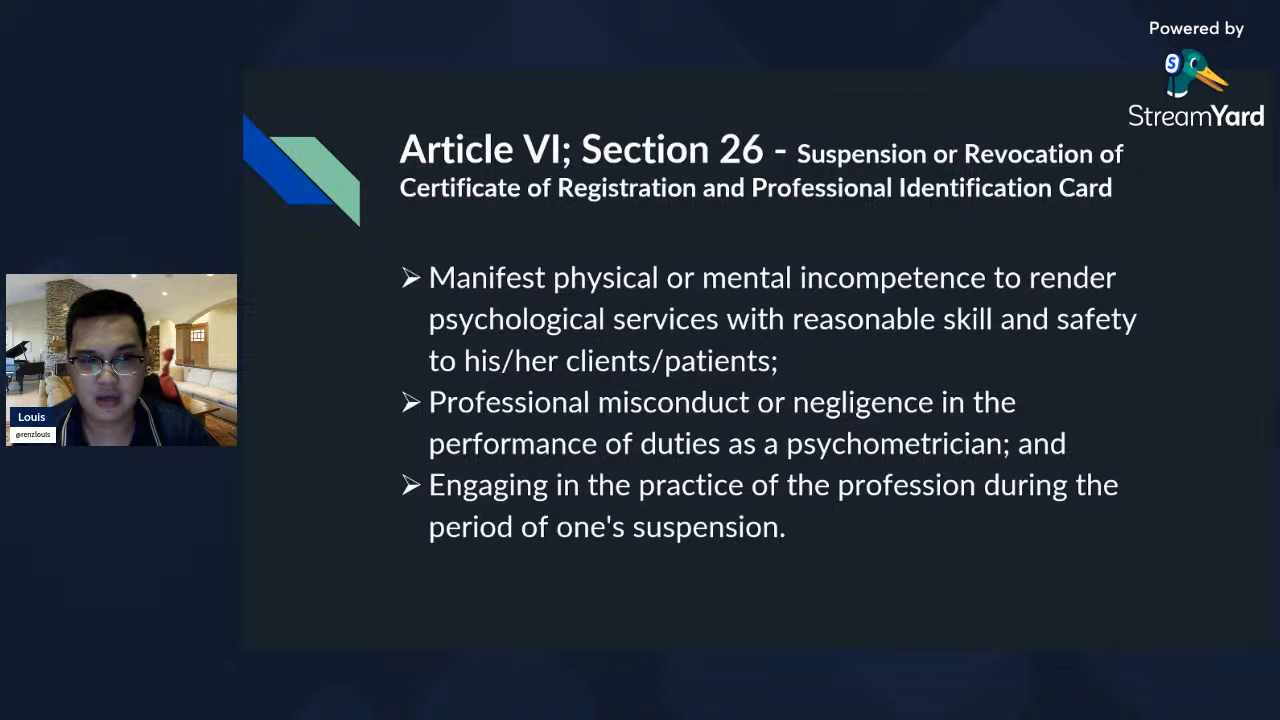 Powered by
StreamYard
Article VI; Section 26 - Suspension or Revocation of
Certificate of Registration and Professional Identification Card
➢ Manifest physical or mental incompetence to render
psychological services with reasonable skill and safety
to his/her clients/patients;
➢ Professional misconduct or negligence in the
performance of duties as a psychometrician; and
➢ Engaging in the practice of the profession during the
period of one's suspension.
Louis
@renzlouis